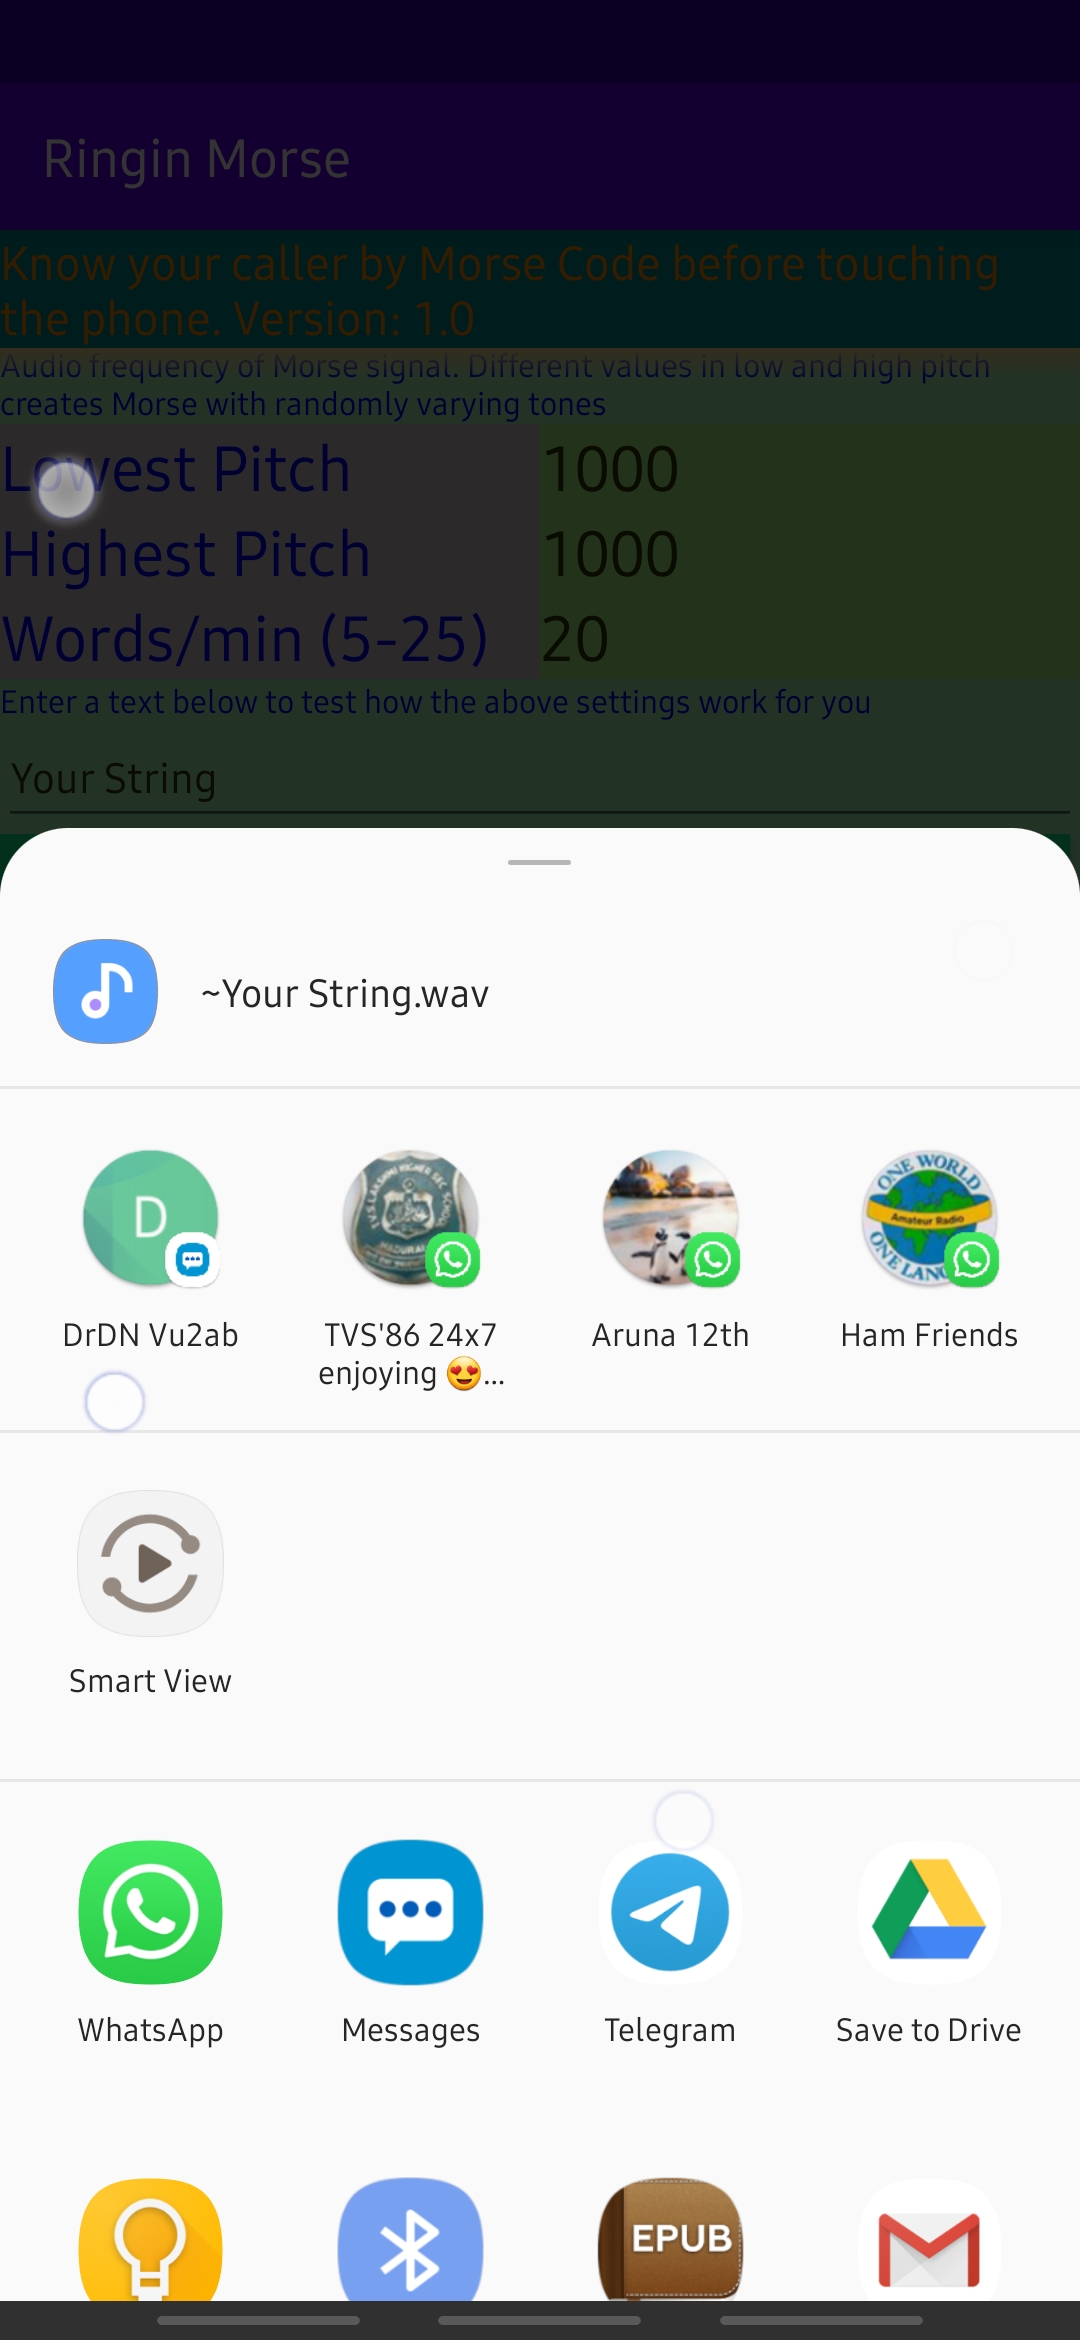 Ringin Morse
Know your caller by Morse Code before touching
the phone. Version: 1.0
Audio frequency of Morse signal. Different values in low and high pitch
creates Morse with randomly varying tones
Lowest Pitch 1000
Highest Pitch 1000
Words/min (5-25) 20
Enter a text below to test how the above settings work for you
Your String
~Your String.wav
D
ONE WORLD
Amateur Radio
DrDN Vu2ab
TVS'86 24x7
enjoying 😍...
Aruna 12th
Ham Friends
Smart View
WhatsApp
Messages
Telegram
Save to Drive
EPUB